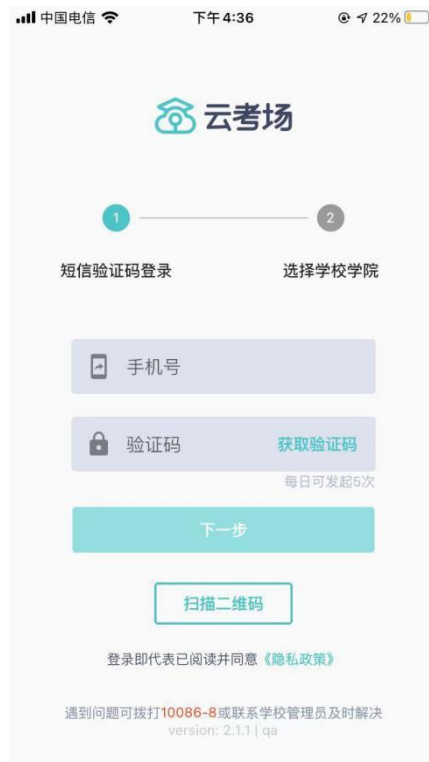 中国电信 下午4:36 22%
云考场
1 2
短信验证码登录 选择学校学院
手机号
验证码 获取验证码
每日可发起5次
下一步
扫描二维码
登录即代表已阅读并同意《隐私政策》
遇到问题可拨打10086-8或联系学校管理员及时解决
version: 2.1.1 | qa